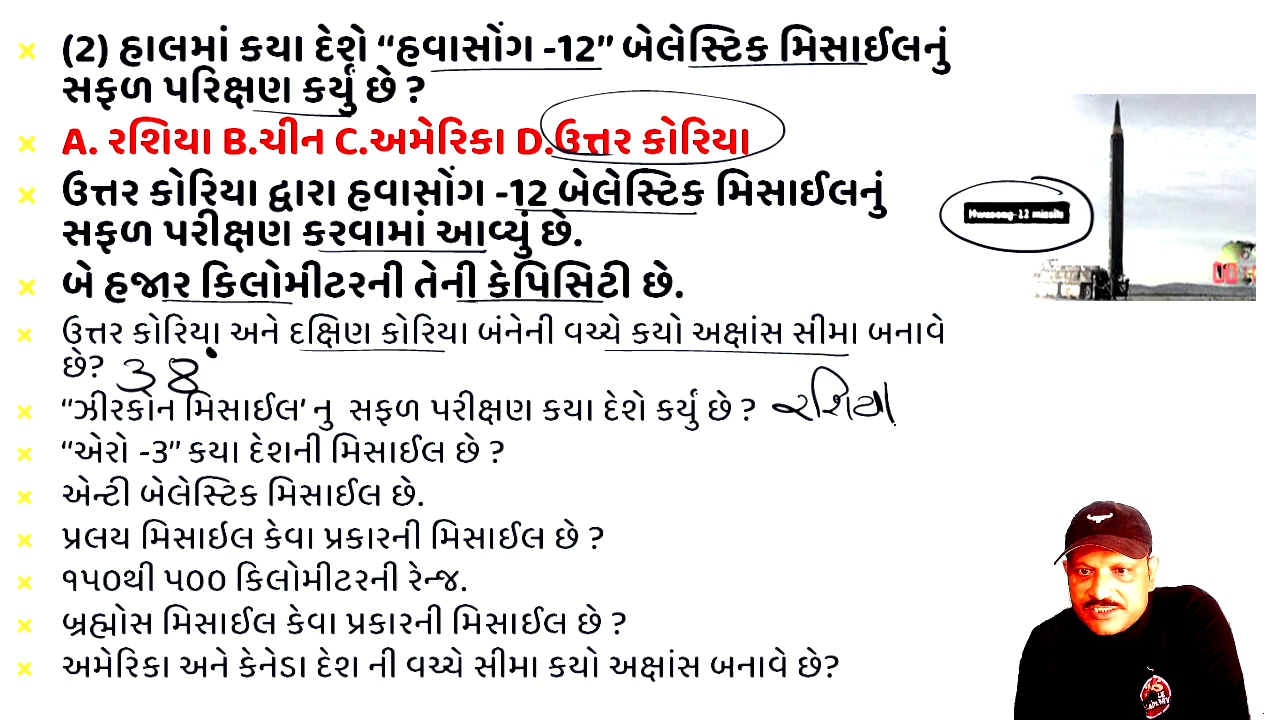 (2) હાલમાં કયા દેશે “હવાસોંગ -12” બેલેસ્ટિક મિસાઈલનું
સફળ પરિક્ષણ કર્યું છે ?
A. રશિયા B.ચીન C.અમેરિકા D.ઉત્તર કોરિયા
ઉત્તર કોરિયા દ્વારા હવાસોંગ -12 બેલેસ્ટિક મિસાઈલનું
સફળ પરીક્ષણ કરવામાં આવ્યું છે.
Hwasong-12 missile
બે હજાર કિલોમીટરની તેની કેપિસિટી છે.
ઉત્તર કોરિયા અને દક્ષિણ કોરિયા બંનેની વચ્ચે કયો અક્ષાંસ સીમા બનાવે
છે? 38°
“ઝીરકોન મિસાઈલ’ નુ સફળ પરીક્ષણ કયા દેશે કર્યું છે ? રશિયા
“એરો -3” કયા દેશની મિસાઈલ છે ?
એન્ટી બેલેસ્ટિક મિસાઈલ છે.
પ્રલય મિસાઇલ કેવા પ્રકારની મિસાઈલ છે ?
૧૫૦થી ૫૦૦ કિલોમીટરની રેન્જ.
બ્રહ્મોસ મિસાઈલ કેવા પ્રકારની મિસાઈલ છે ?
અમેરિકા અને કેનેડા દેશ ની વચ્ચે સીમા કયો અક્ષાંસ બનાવે છે?